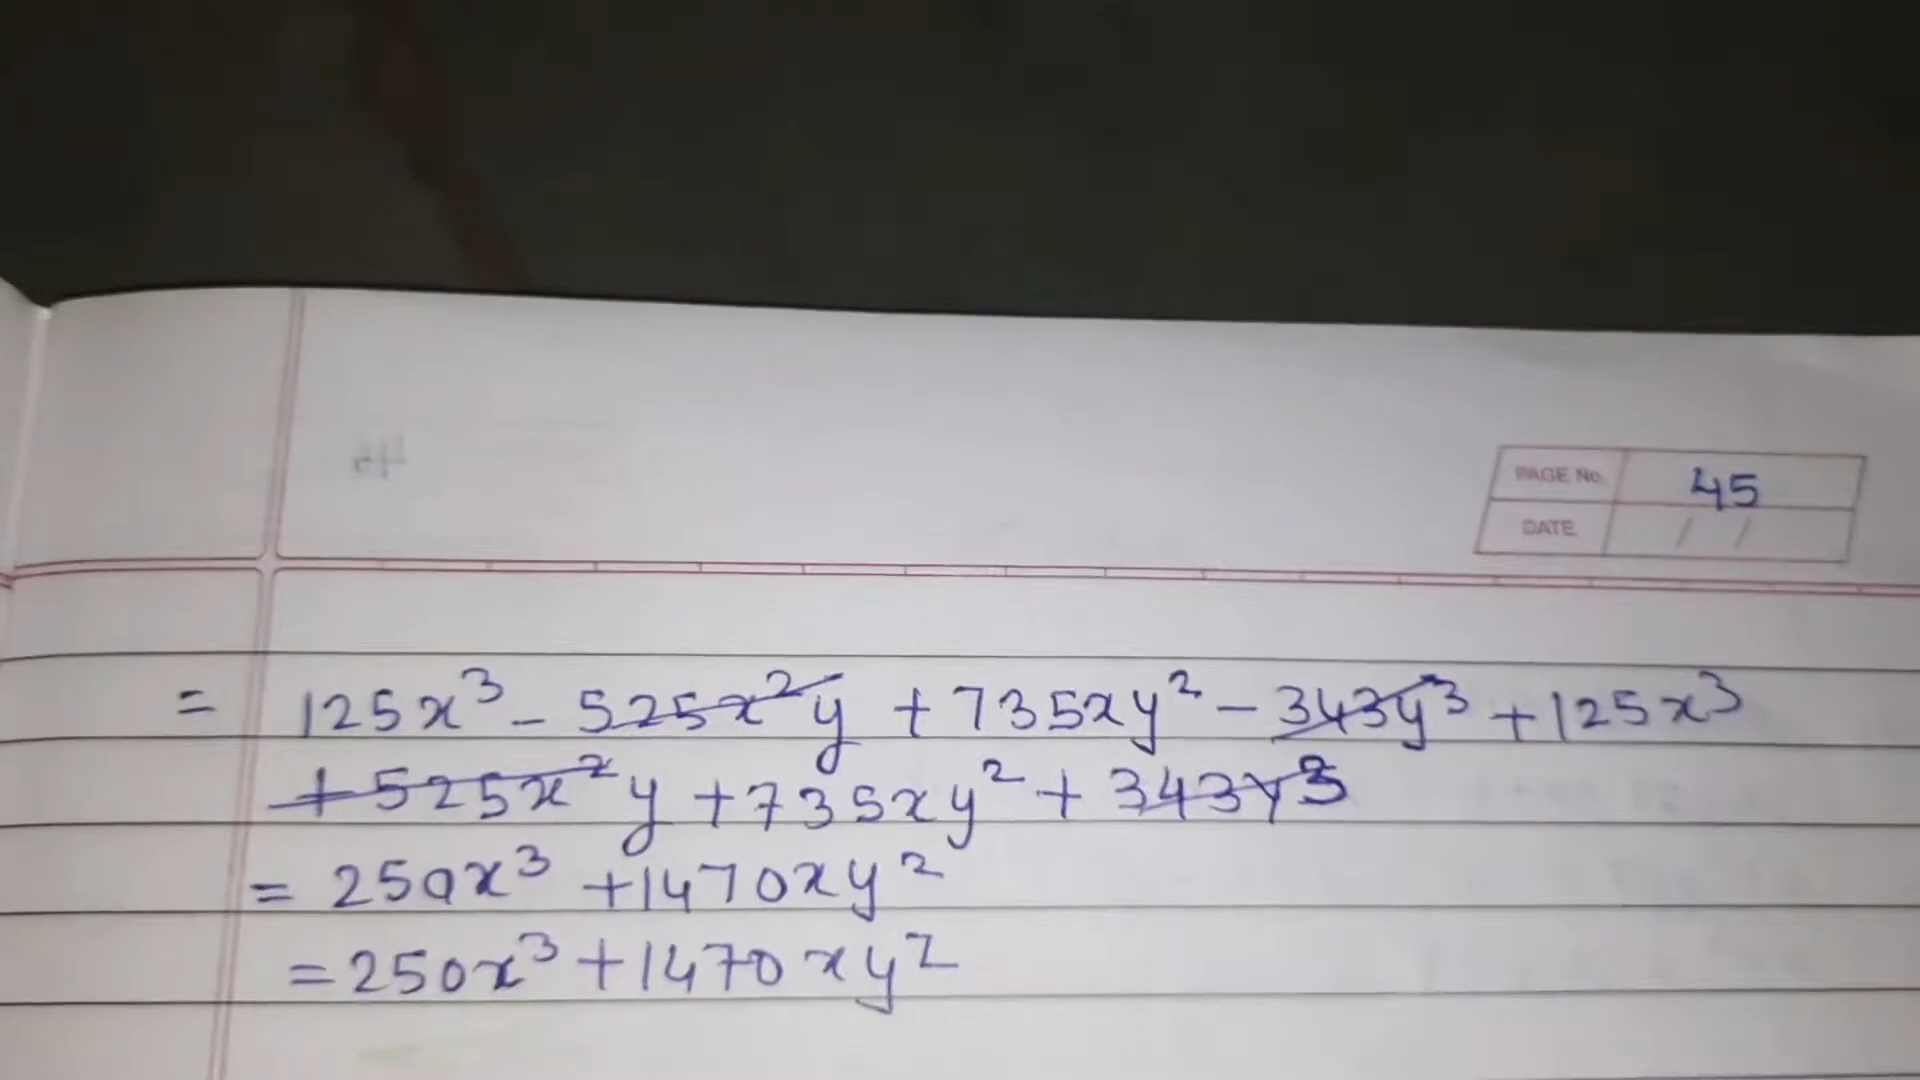 PAGE No. 45
DATE / /
= 125x³ - 525x²y + 735xy² - 343y³ + 125x³
+ 525x²y + 735xy² + 343y³
= 250x³ + 1470xy²
= 250x³ + 1470xy²